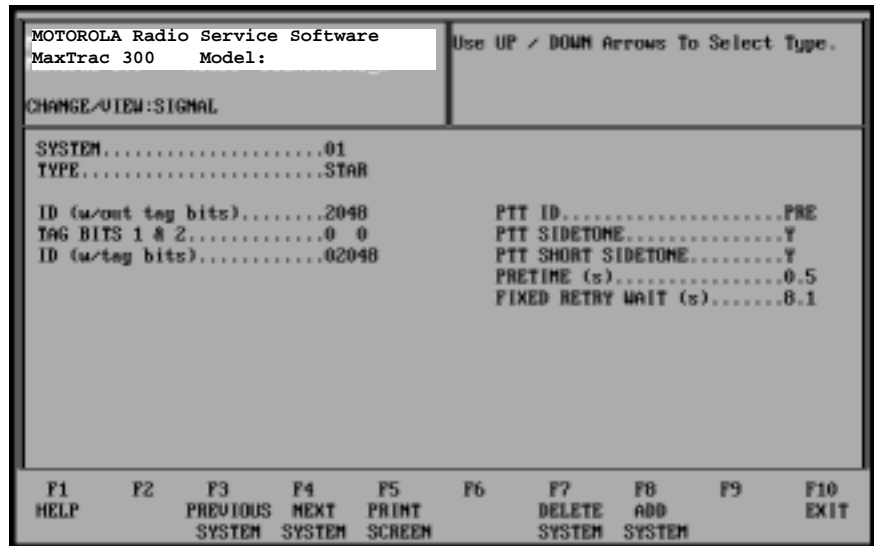 MOTOROLA Radio Service Software
MaxTrac 300 Model:
Use UP / DOWN Arrows To Select Type.
CHANGE/VIEW:SIGNAL
SYSTEM......................01
TYPE........................STAR
ID (w/out tag bits)........2048
TAG BITS 1 & 2.............0 0
ID (w/tag bits)............02048
PTT ID......................PRE
PTT SIDETONE................Y
PTT SHORT SIDETONE.........Y
PRETIME (s).................0.5
FIXED RETRY WAIT (s).......8.1
F1 F2 F3 F4 F5 F6 F7 F8 F9 F10
HELP PREVIOUS NEXT PRINT DELETE ADD EXIT
SYSTEM SYSTEM SCREEN SYSTEM SYSTEM